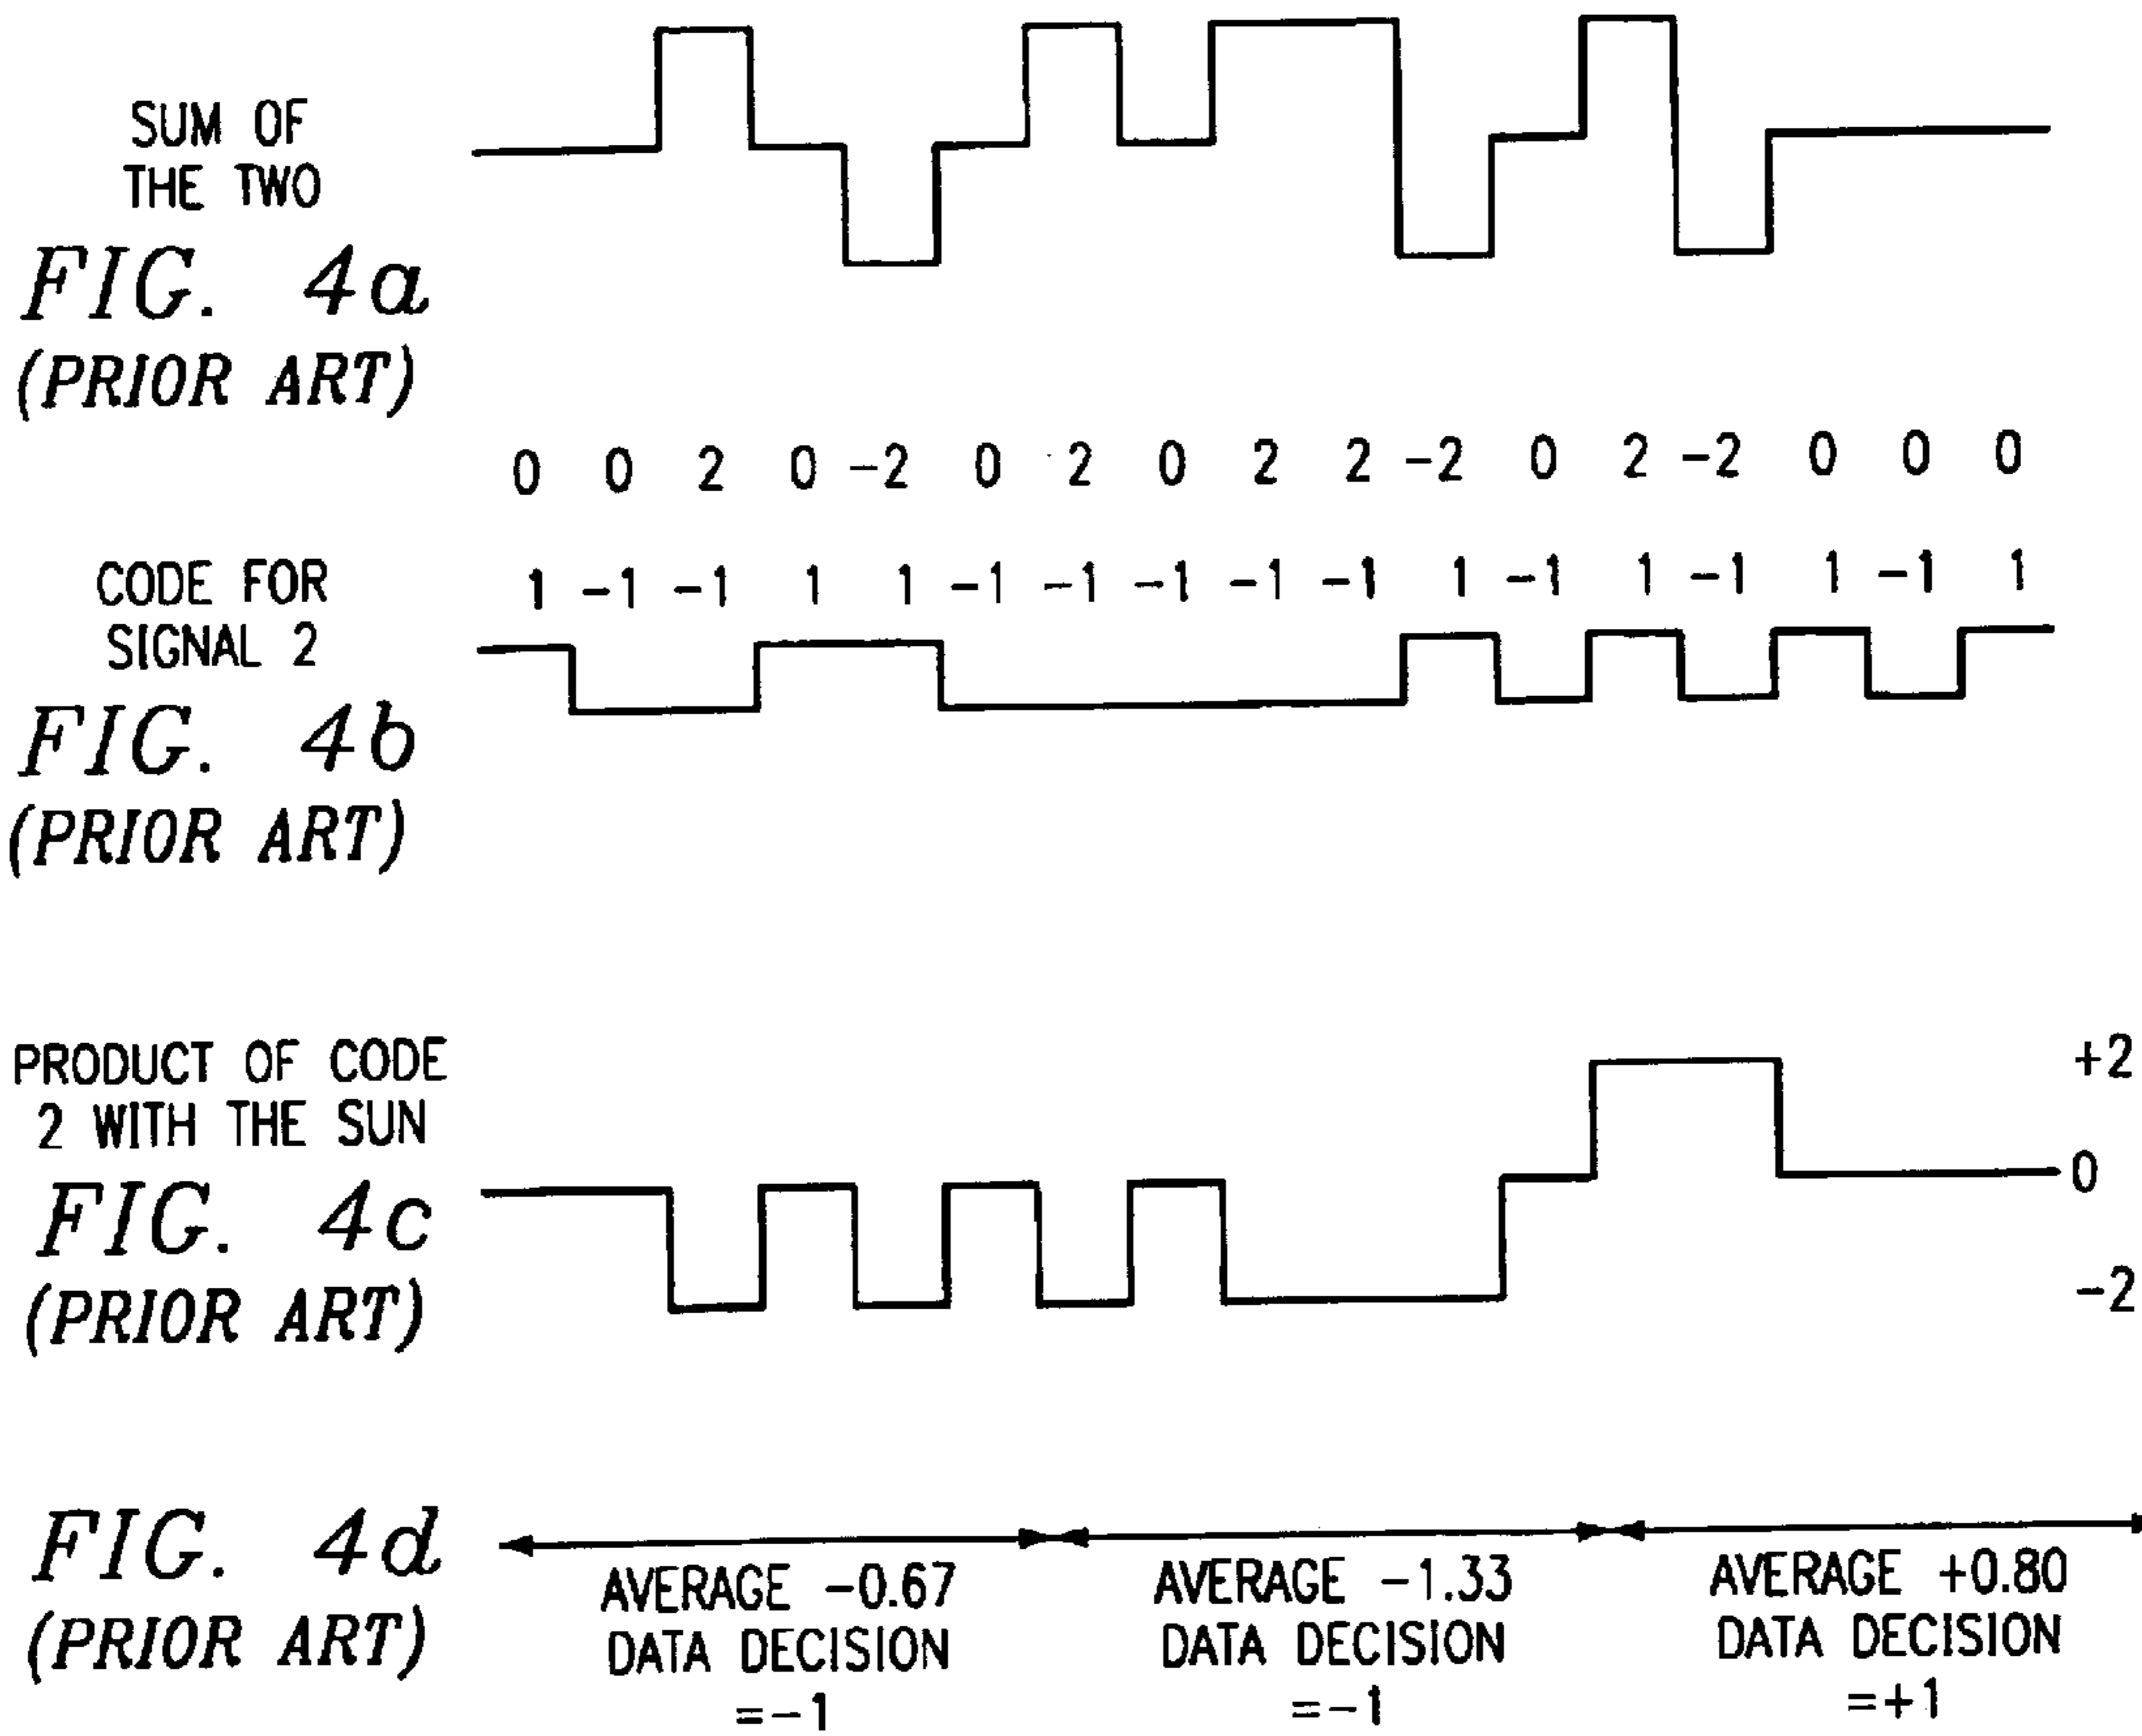 SUM OF
THE TWO
FIG. 4a
(PRIOR ART)
0 0 2 0 -2 0 2 0 2 2 -2 0 2 -2 0 0 0
CODE FOR
SIGNAL 2
1 -1 -1 1 1 -1 -1 -1 -1 -1 1 -1 1 -1 1 -1 1
FIG. 4b
(PRIOR ART)
PRODUCT OF CODE
2 WITH THE SUN
+2
0
-2
FIG. 4c
(PRIOR ART)
FIG. 4d
(PRIOR ART)
AVERAGE -0.67
DATA DECISION
=-1
AVERAGE -1.33
DATA DECISION
=-1
AVERAGE +0.80
DATA DECISION
=+1